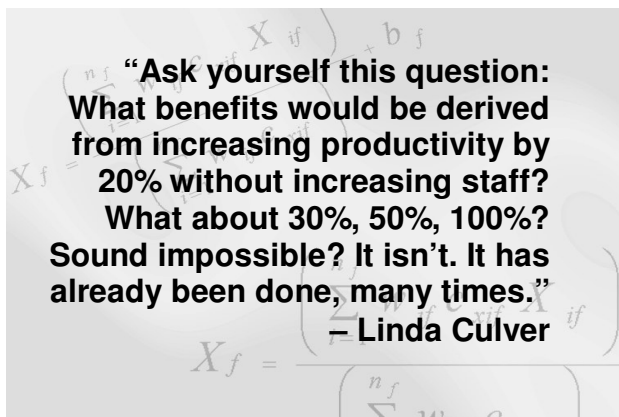 “Ask yourself this question:
What benefits would be derived
from increasing productivity by
20% without increasing staff?
What about 30%, 50%, 100%?
Sound impossible? It isn’t. It has
already been done, many times.”
– Linda Culver